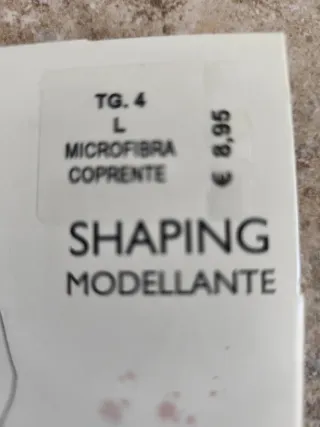 TG. 4
L
MICROFIBRA
COPRENTE
€ 8,95
SHAPING
MODELLANTE